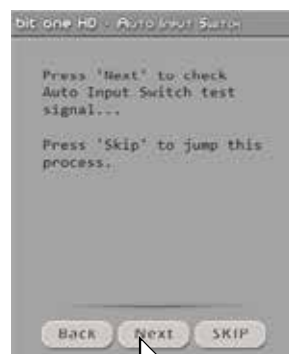 bit one HD - Auto Input Switch
Press 'Next' to check
Auto Input Switch test
signal...
Press 'Skip' to jump this
process.
Back Next SKIP